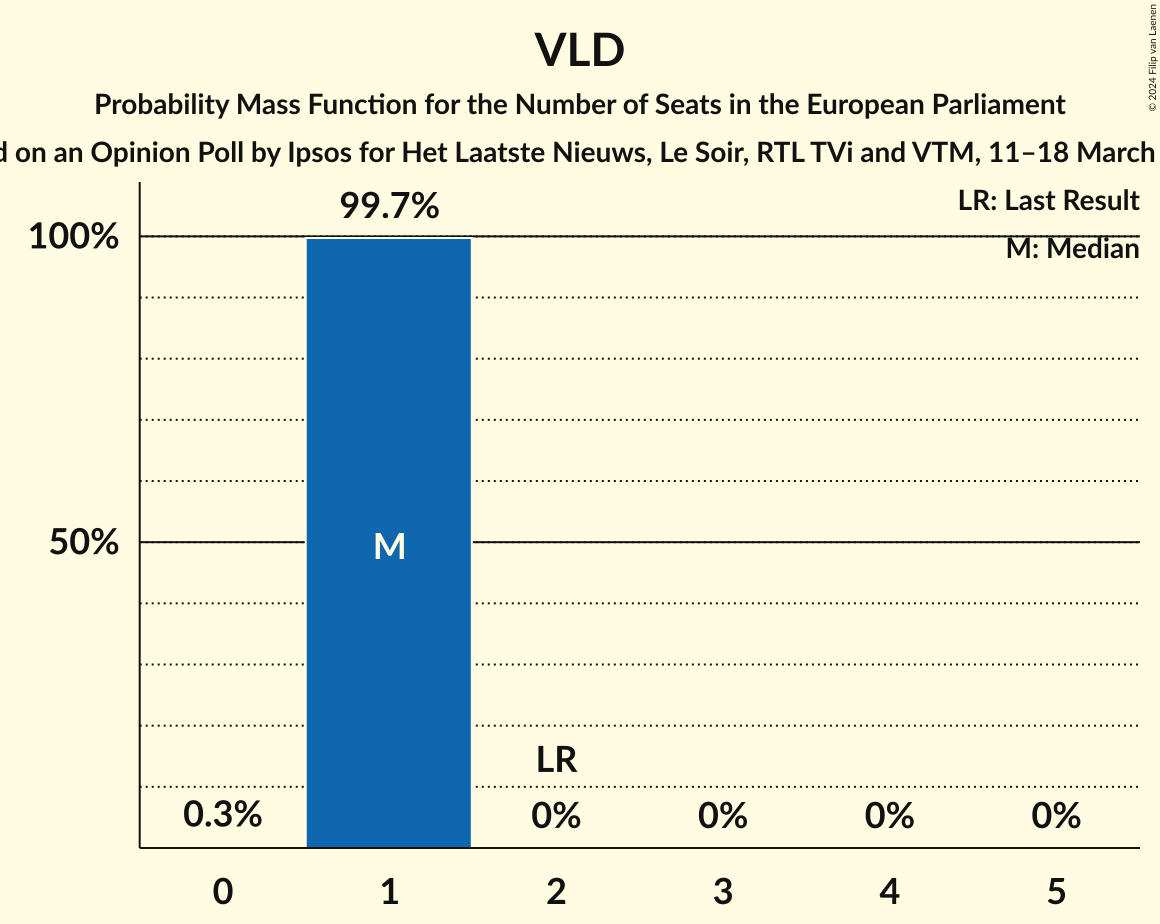 VLD
Probability Mass Function for the Number of Seats in the European Parliament
on an Opinion Poll by Ipsos for Het Laatste Nieuws, Le Soir, RTL TVi and VTM, 11–18 March
© 2024 Filip van Laenen
LR: Last Result
M: Median
99.7%
100%
50%
M
LR
0.3%
0%
0%
0%
0%
0
1
2
3
4
5